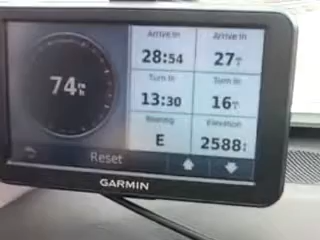 Arrive In
Arrive In
28:54
27
74
Turn In
Turn In
13:30
16
Bearing
Elevation
E
2588
Reset
GARMIN